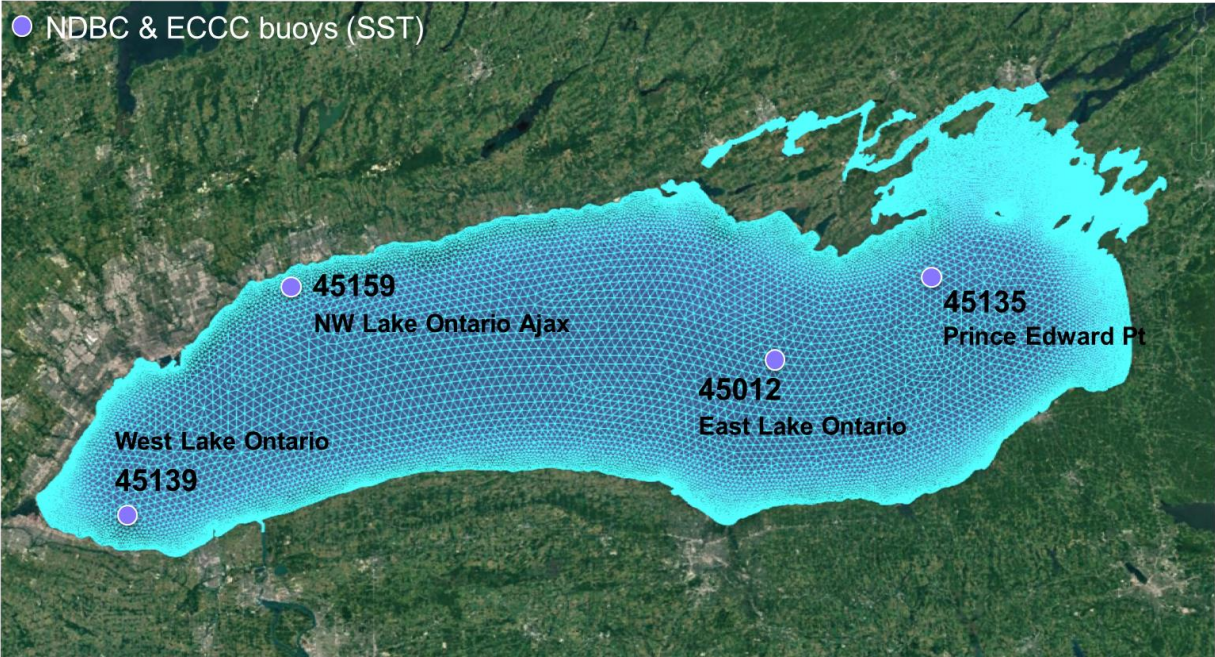 NDBC & ECCC buoys (SST)
45159
NW Lake Ontario Ajax
45135
Prince Edward Pt
45012
East Lake Ontario
West Lake Ontario
45139